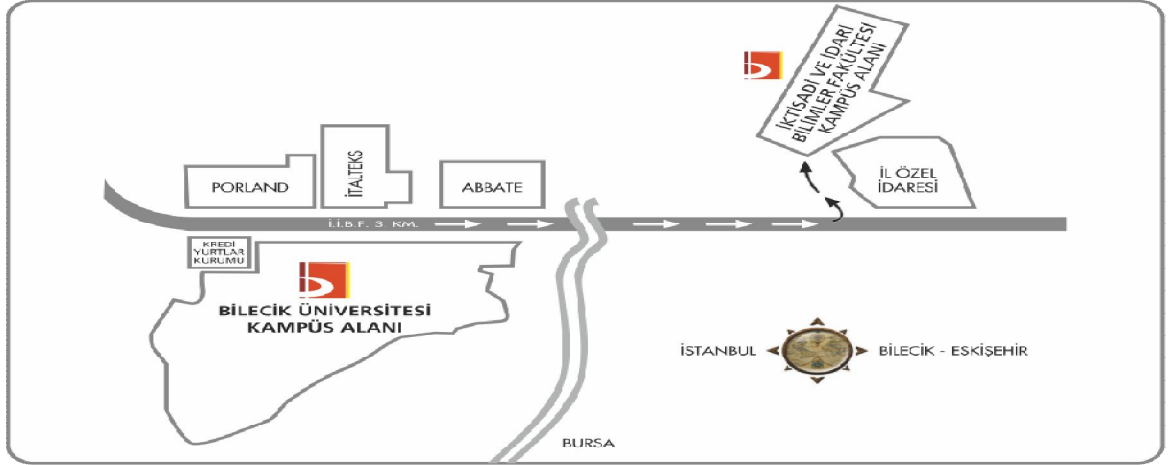 İKTİSADİ VE İDARİ
BİLİMLER FAKÜLTESİ
KAMPÜS ALANI
PORLAND
İTALTEKS
ABBATE
İL ÖZEL
İDARESİ
İ.İ.B.F. 3 KM.
KREDİ
YURTLAR
KURUMU
BİLECİK ÜNİVERSİTESİ
KAMPÜS ALANI
İSTANBUL
BİLECİK - ESKİŞEHİR
BURSA